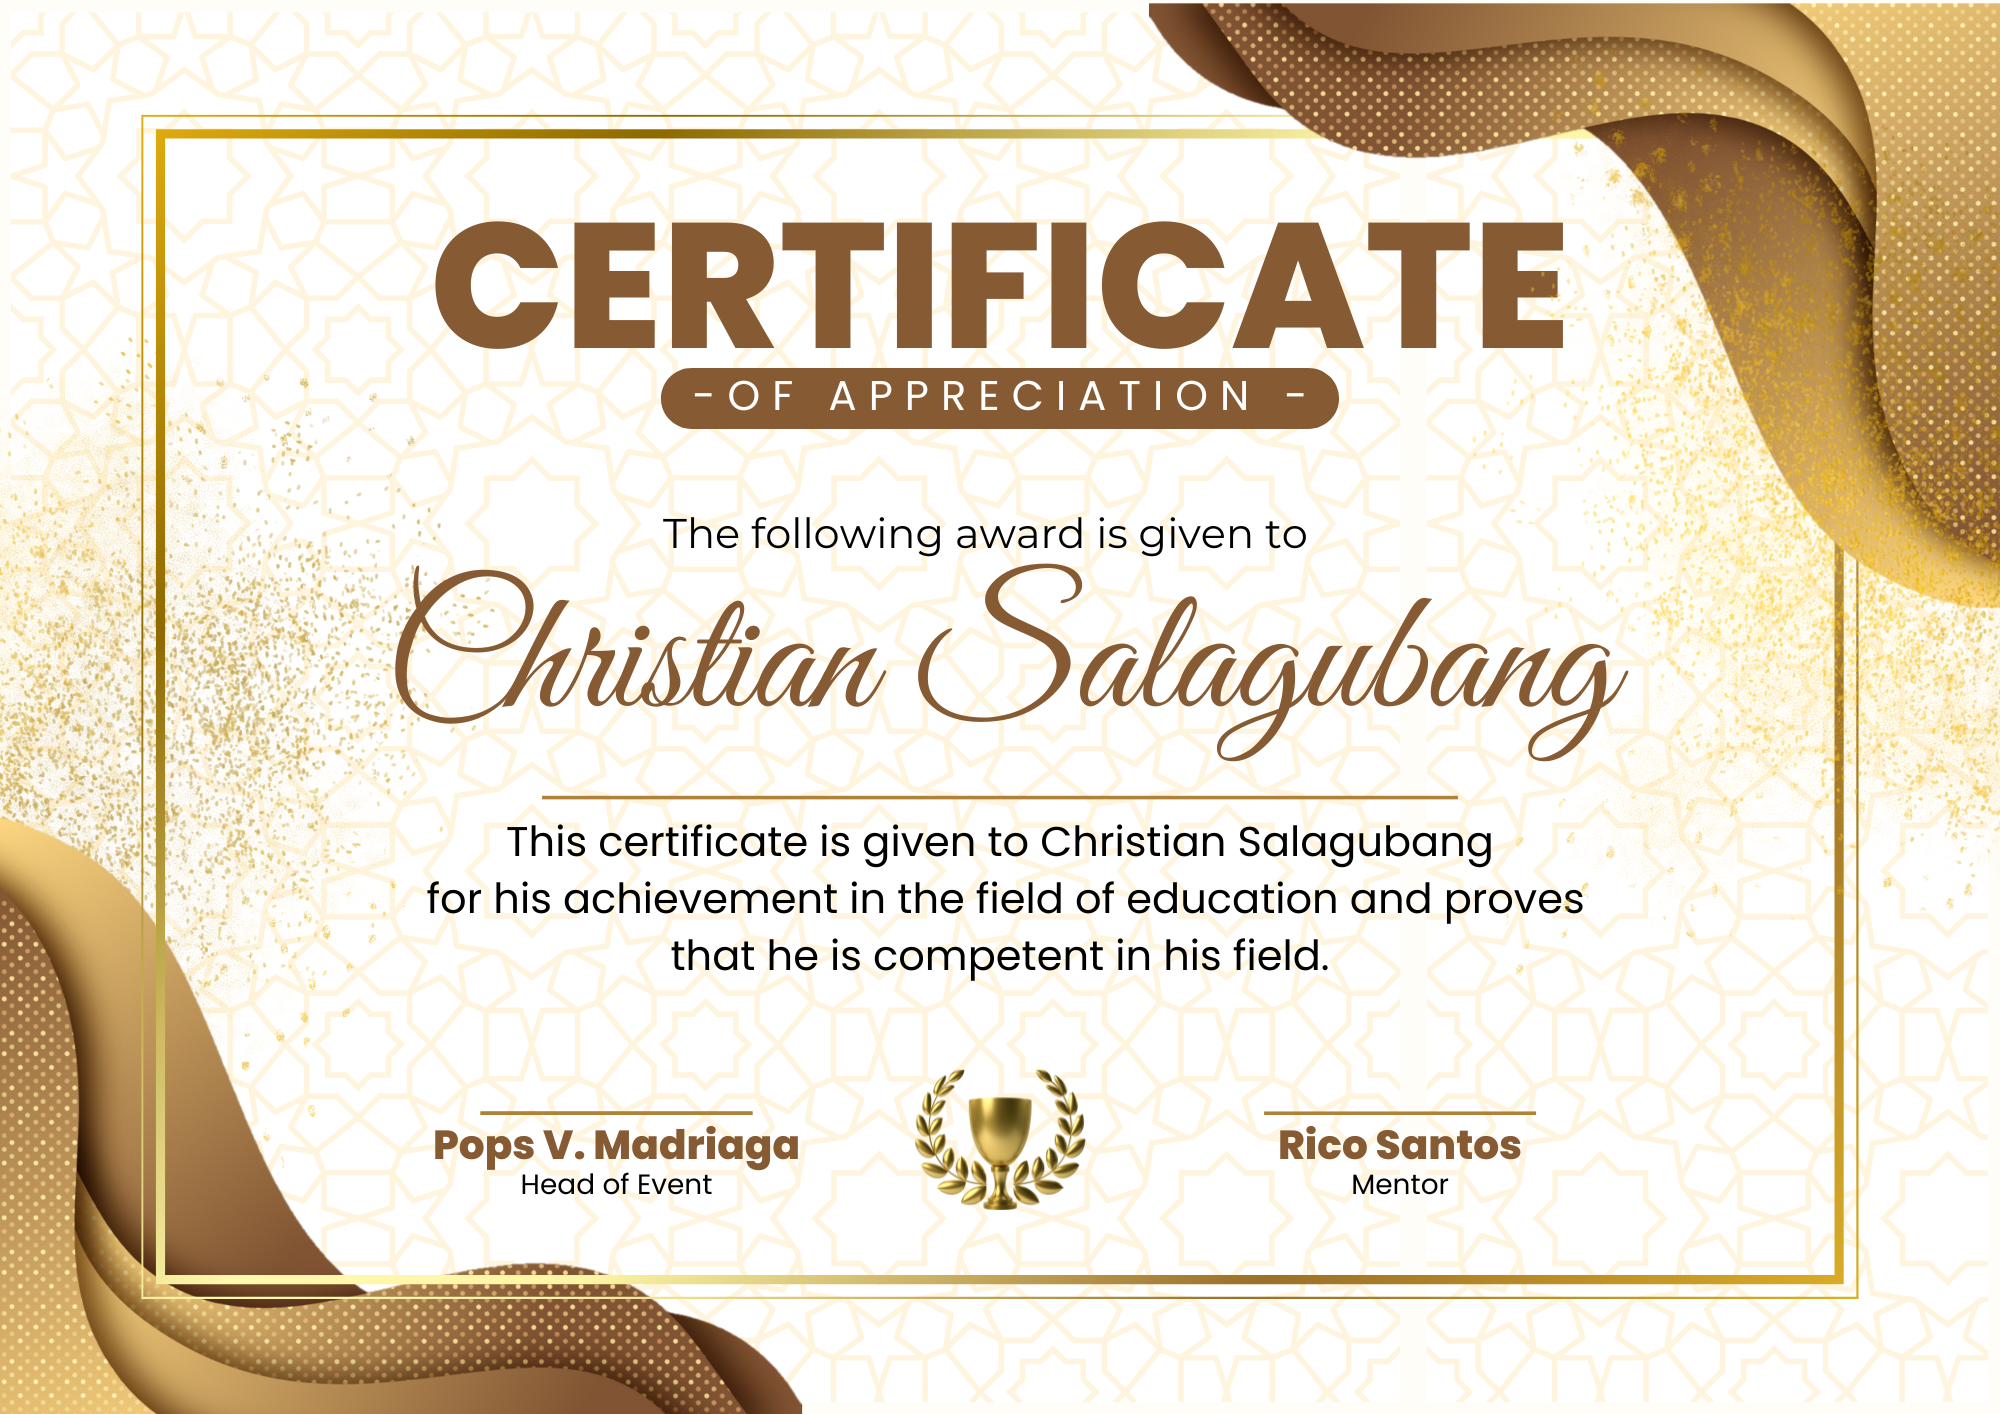 CERTIFICATE
-OF APPRECIATION -
The following award is given to
Christian Salagubang
This certificate is given to Christian Salagubang
for his achievement in the field of education and proves
that he is competent in his field.
Pops V. Madriaga
Head of Event
Rico Santos
Mentor